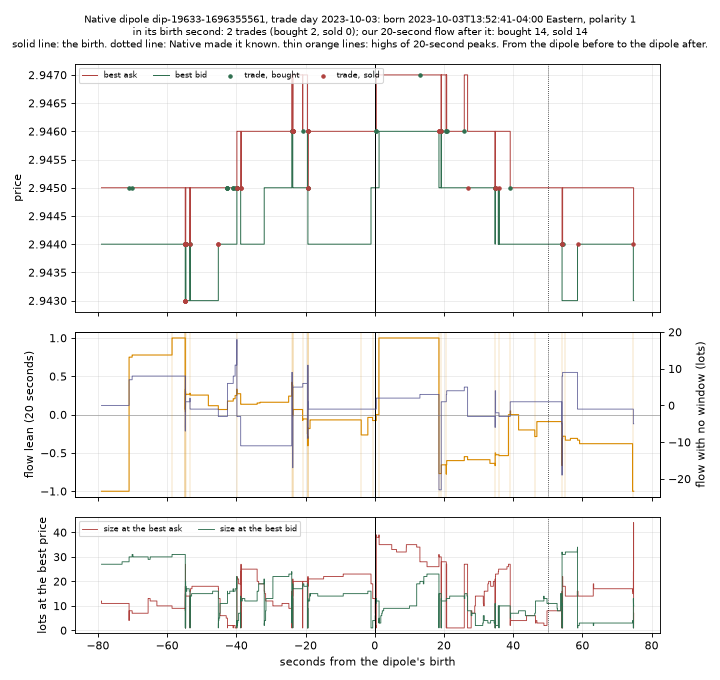 Native dipole dip-19633-1696355561, trade day 2023-10-03: born 2023-10-03T13:52:41-04:00 Eastern, polarity 1
in its birth second: 2 trades (bought 2, sold 0); our 20-second flow after it: bought 14, sold 14
solid line: the birth. dotted line: Native made it known. thin orange lines: highs of 20-second peaks. From the dipole before to the dipole after.
best ask best bid trade, bought trade, sold
2.9470
2.9465
2.9460
2.9455
2.9450
2.9445
2.9440
2.9435
2.9430
price
1.0
0.5
0.0
−0.5
−1.0
flow lean (20 seconds)
20
10
0
−10
−20
flow with no window (lots)
size at the best ask size at the best bid
40
30
20
10
0
lots at the best price
−80 −60 −40 −20 0 20 40 60 80
seconds from the dipole's birth